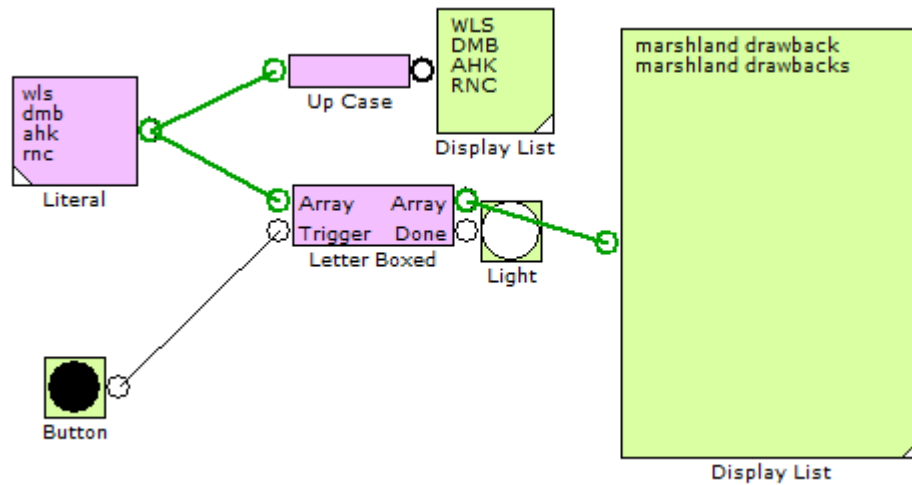 wls
dmb
ahk
rnc
Literal
Up Case
WLS
DMB
AHK
RNC
Display List
Array Array
Trigger Done
Letter Boxed
Light
Button
marshland drawback
marshland drawbacks
Display List